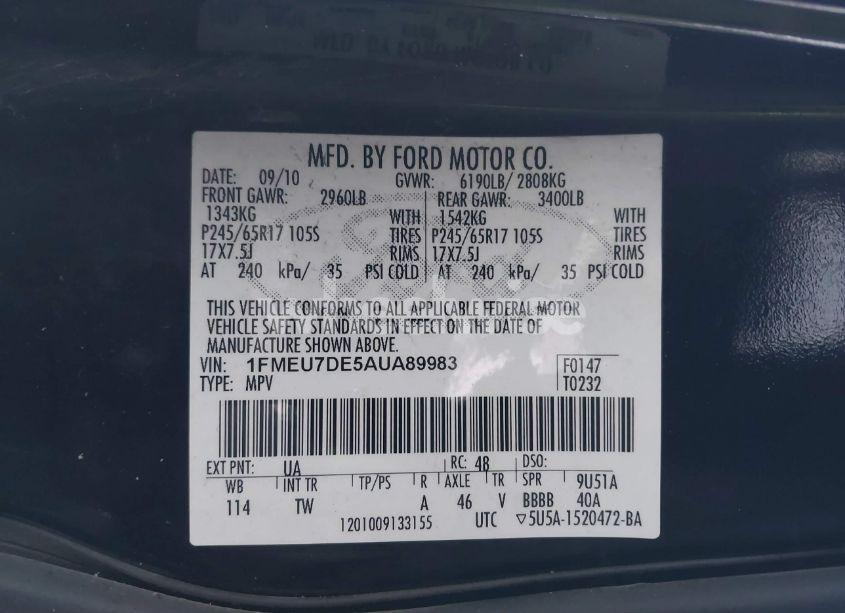 MFD. BY FORD MOTOR CO.
DATE: 09/10 GVWR: 6190LB/ 2808KG
FRONT GAWR: 2960LB REAR GAWR: 3400LB
1343KG WITH 1542KG WITH
P245/65R17 105S TIRES P245/65R17 105S TIRES
17X7.5J RIMS 17X7.5J RIMS
AT 240 kPa/ 35 PSI COLD AT 240 kPa/ 35 PSI COLD
THIS VEHICLE CONFORMS TO ALL APPLICABLE FEDERAL MOTOR
VEHICLE SAFETY STANDARDS IN EFFECT ON THE DATE OF
MANUFACTURE SHOWN ABOVE.
VIN: 1FMEU7DE5AUA89983 F0147
TYPE: MPV T0232
EXT PNT: UA RC: 48 DSO:
WB INT TR TP/PS R AXLE TR SPR 9U51A
114 TW A 46 V BBBB 40A
1201009133155 UTC ▽5U5A-1520472-BA